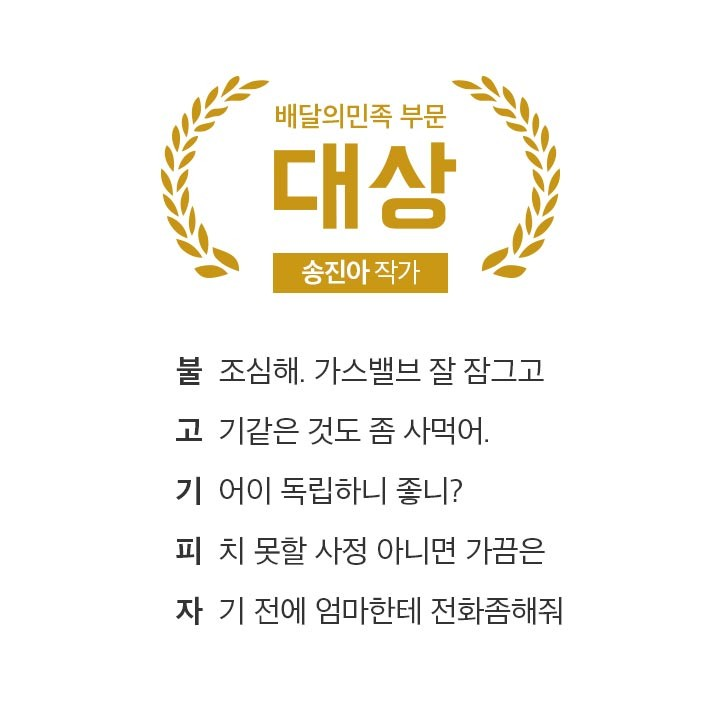 배달의민족 부문
대상
송진아 작가
불 조심해. 가스밸브 잘 잠그고
고 기같은 것도 좀 사먹어.
기 어이 독립하니 좋니?
피 치 못할 사정 아니면 가끔은
자 기 전에 엄마한테 전화좀해줘